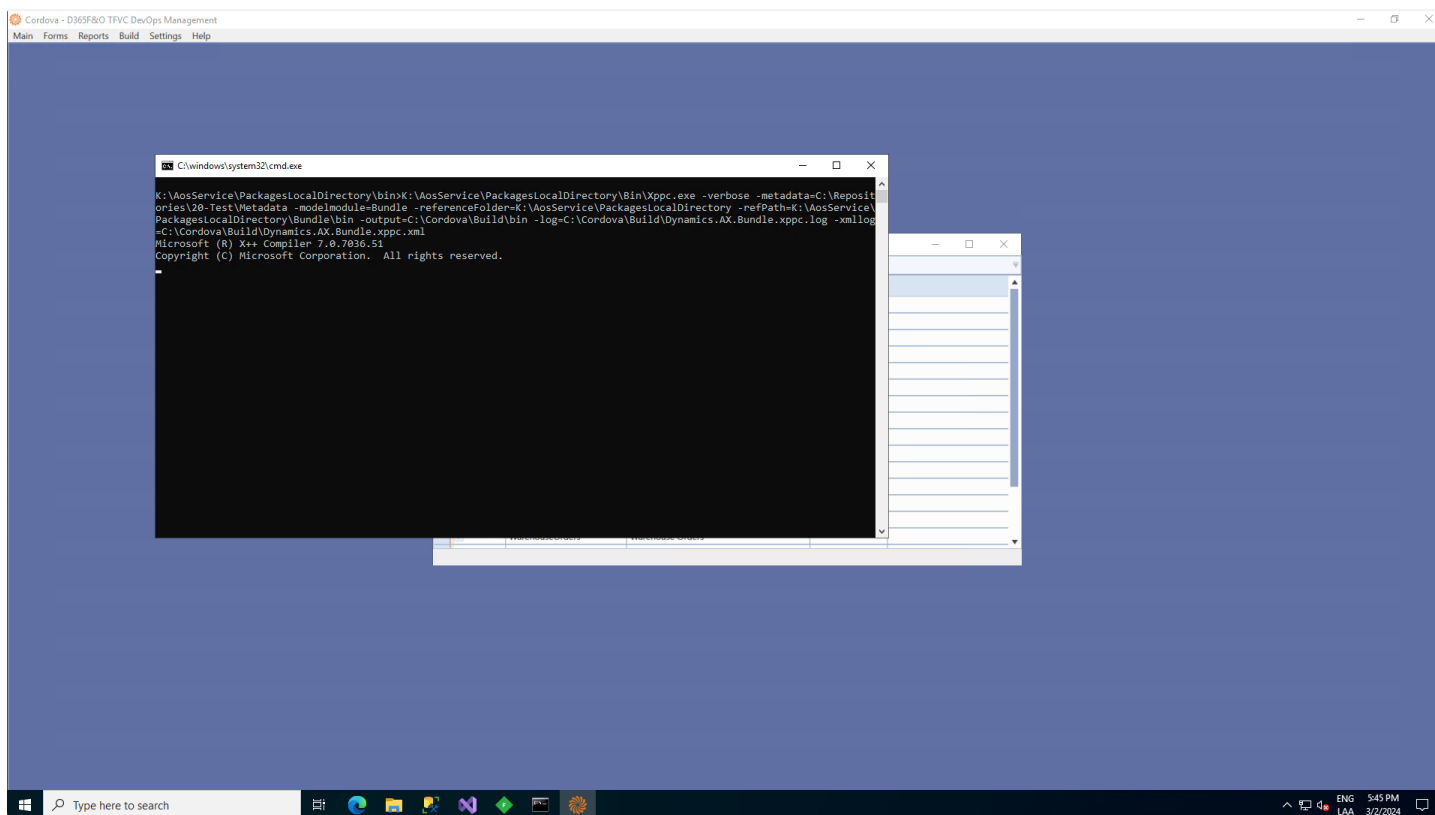 Cordova - D365F&O TFVC DevOps Management
Main Forms Reports Build Settings Help
C:\windows\system32\cmd.exe
K:\AosService\PackagesLocalDirectory\bin>K:\AosService\PackagesLocalDirectory\Bin\Xppc.exe -verbose -metadata=C:\Reposit
ories\20-Test\Metadata -modelmodule=Bundle -referenceFolder=K:\AosService\PackagesLocalDirectory -refPath=K:\AosService\
PackagesLocalDirectory\Bundle\bin -output=C:\Cordova\Build\bin -log=C:\Cordova\Build\Dynamics.AX.Bundle.xppc.log -xmllog
=C:\Cordova\Build\Dynamics.AX.Bundle.xppc.xml
Microsoft (R) X++ Compiler 7.0.7036.51
Copyright (C) Microsoft Corporation. All rights reserved.
WarehouseOrders Warehouse Orders
Type here to search
ENG 5:45 PM
LAA 3/2/2024